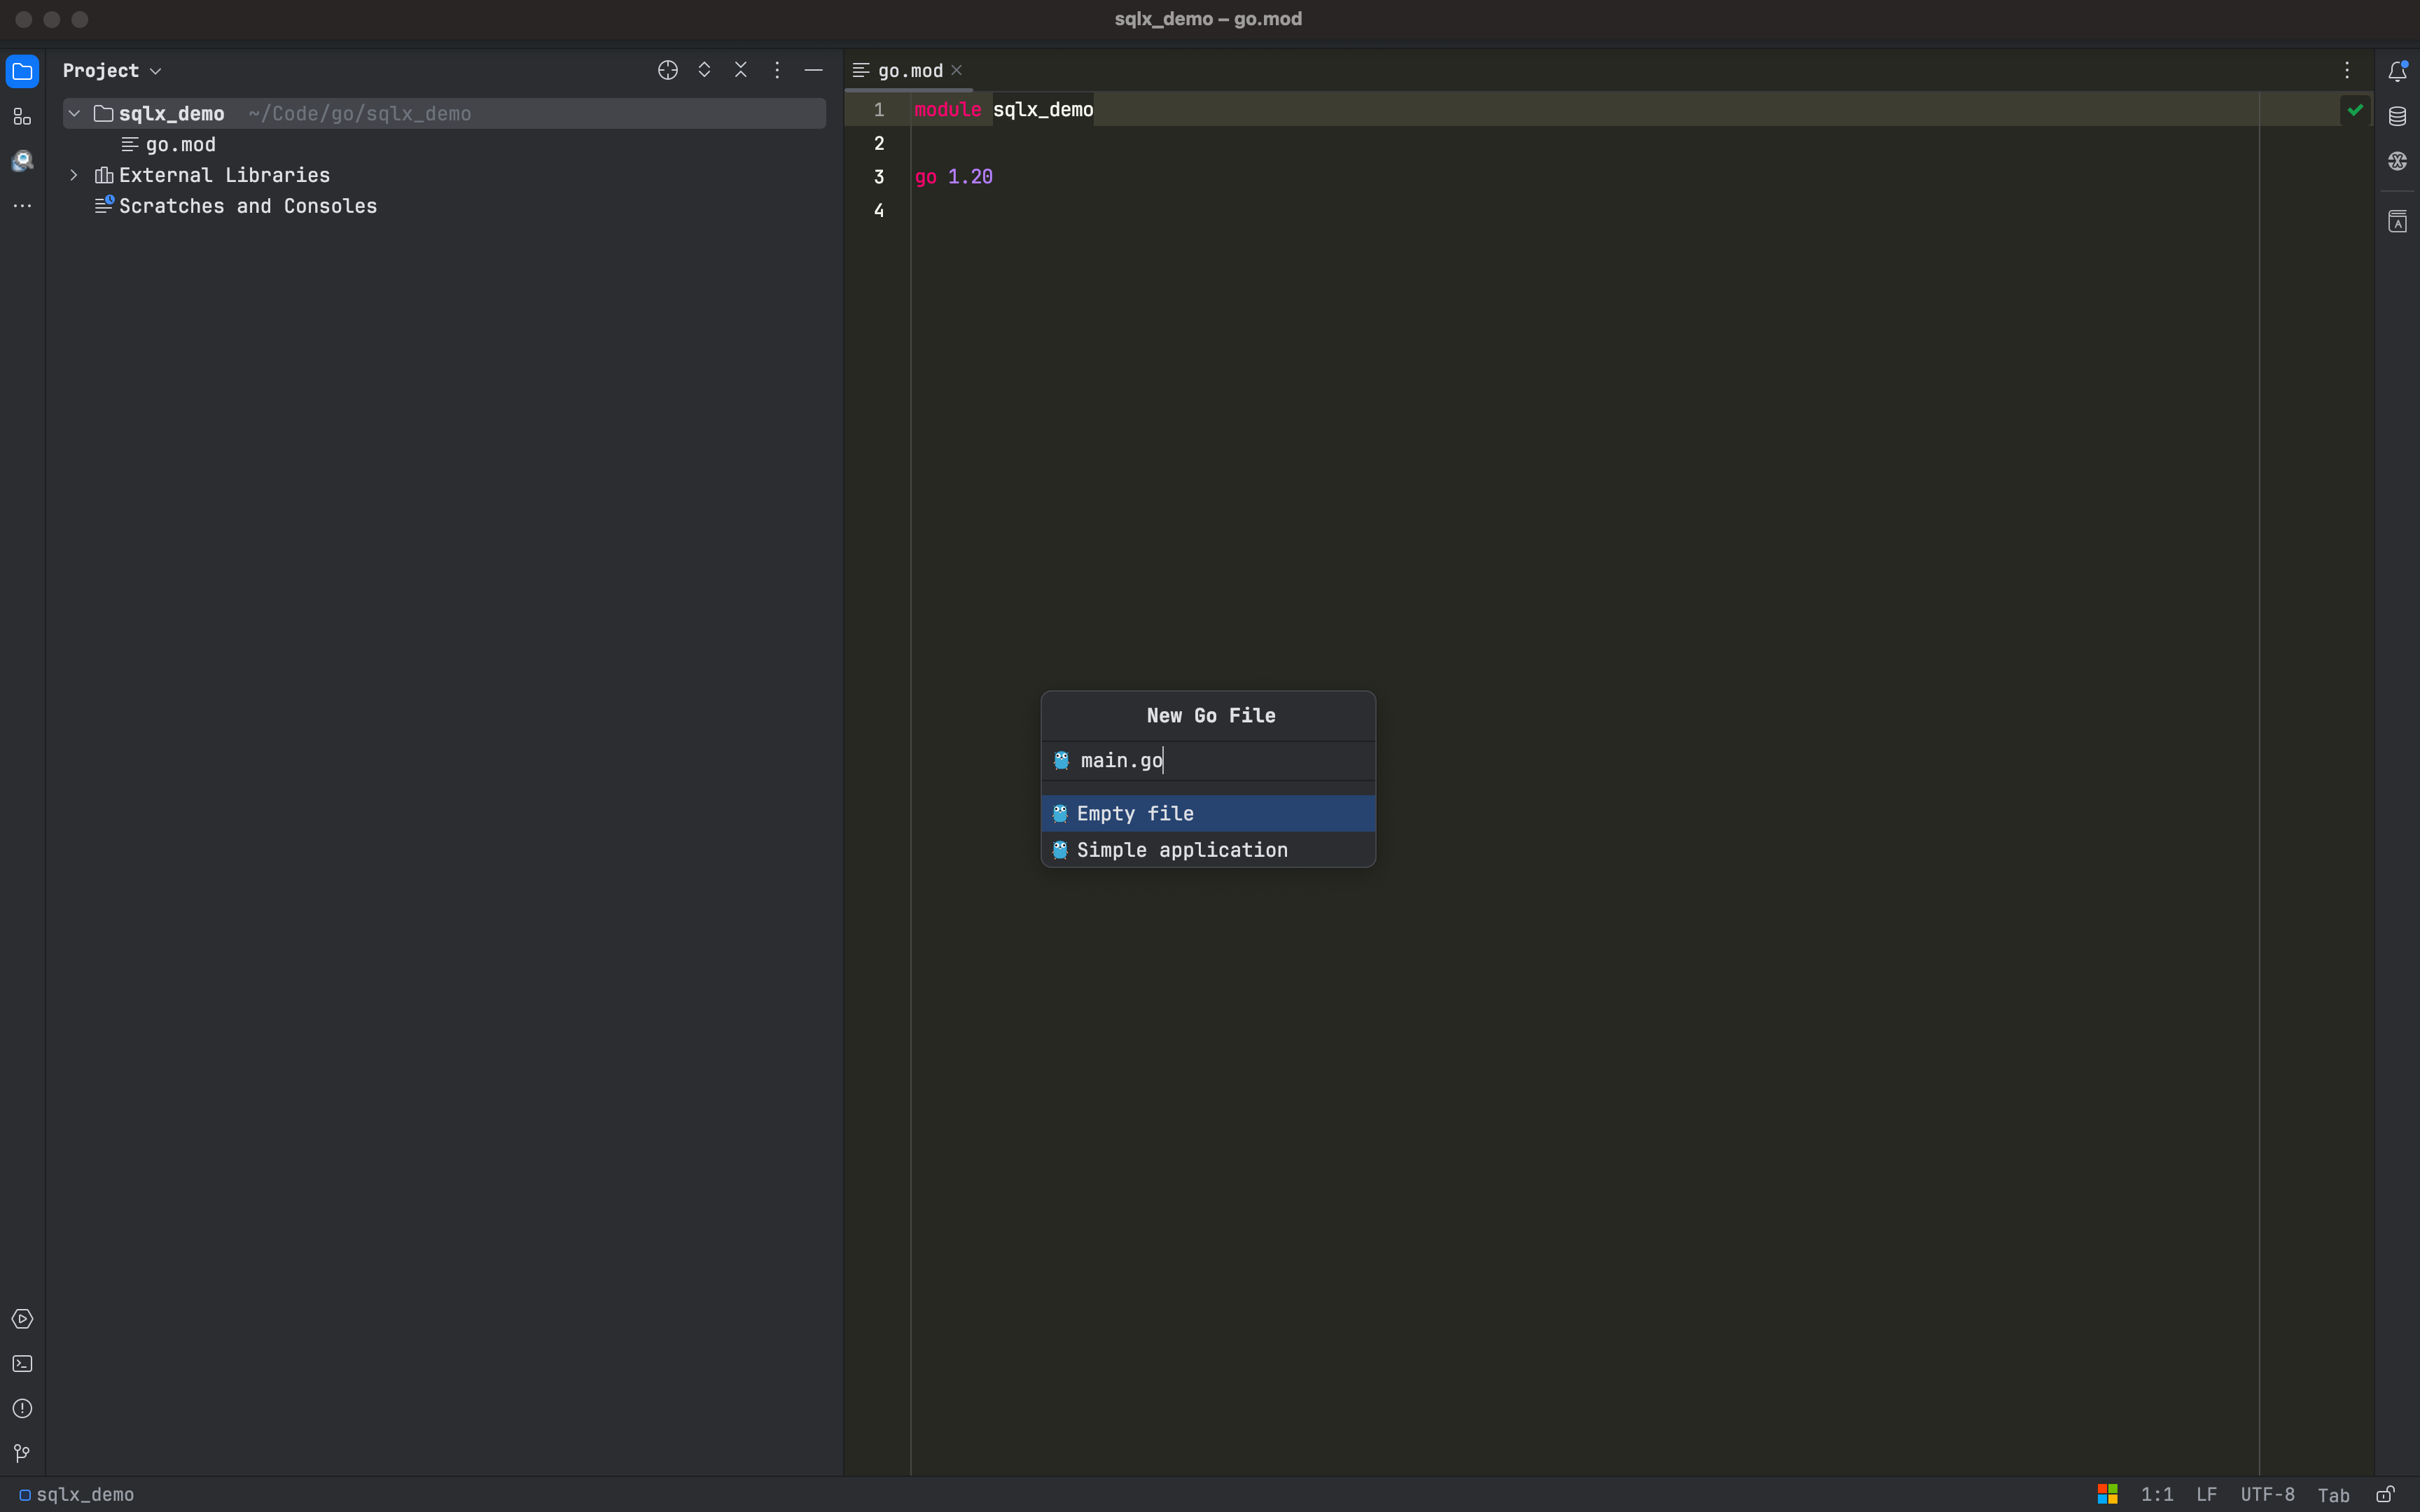 sqlx_demo – go.mod
Project
sqlx_demo ~/Code/go/sqlx_demo
go.mod
External Libraries
Scratches and Consoles
go.mod
1 module sqlx_demo
2
3 go 1.20
4
New Go File
main.go
Empty file
Simple application
sqlx_demo
1:1 LF UTF-8 Tab